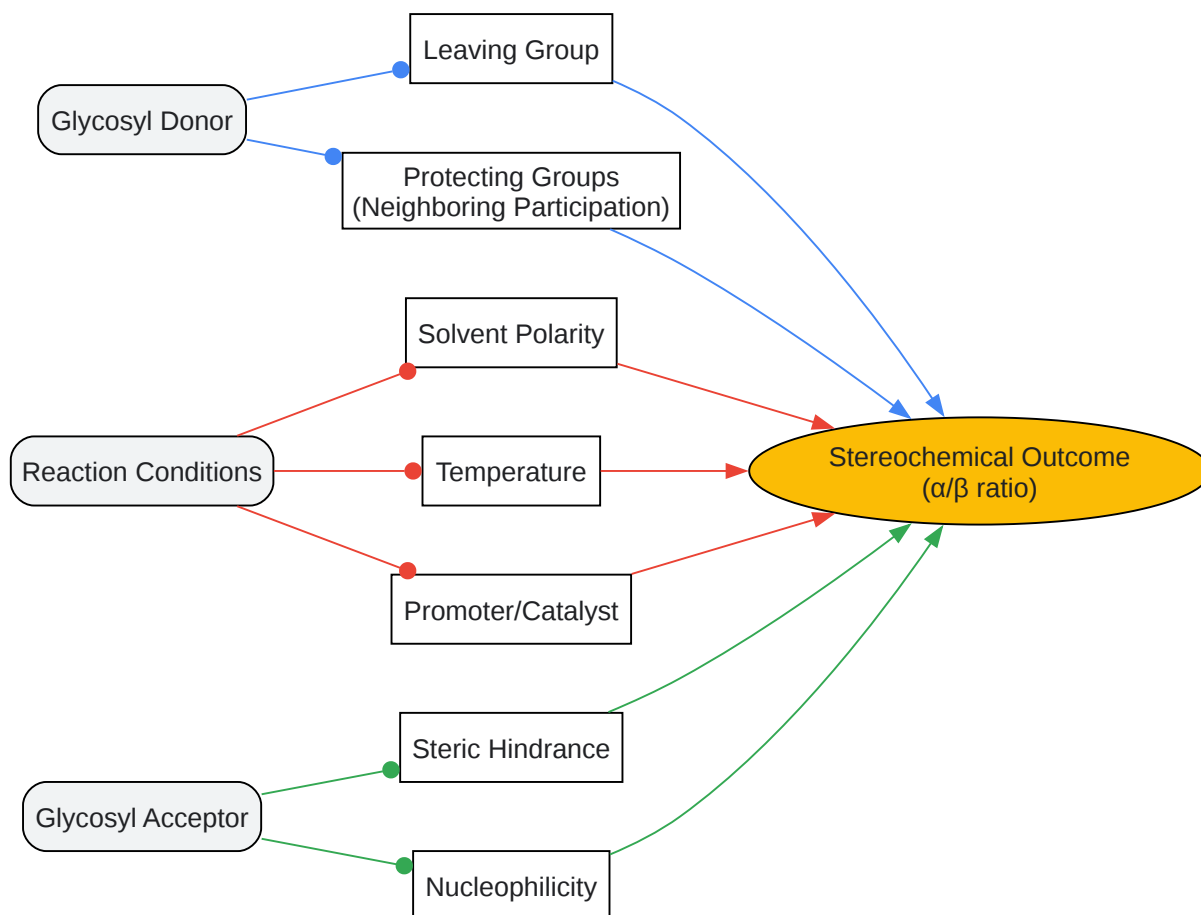 Leaving Group
Glycosyl Donor
Protecting Groups
(Neighboring Participation)
Solvent Polarity
Reaction Conditions
Temperature
Stereochemical Outcome
(α/β ratio)
Promoter/Catalyst
Steric Hindrance
Glycosyl Acceptor
Nucleophilicity